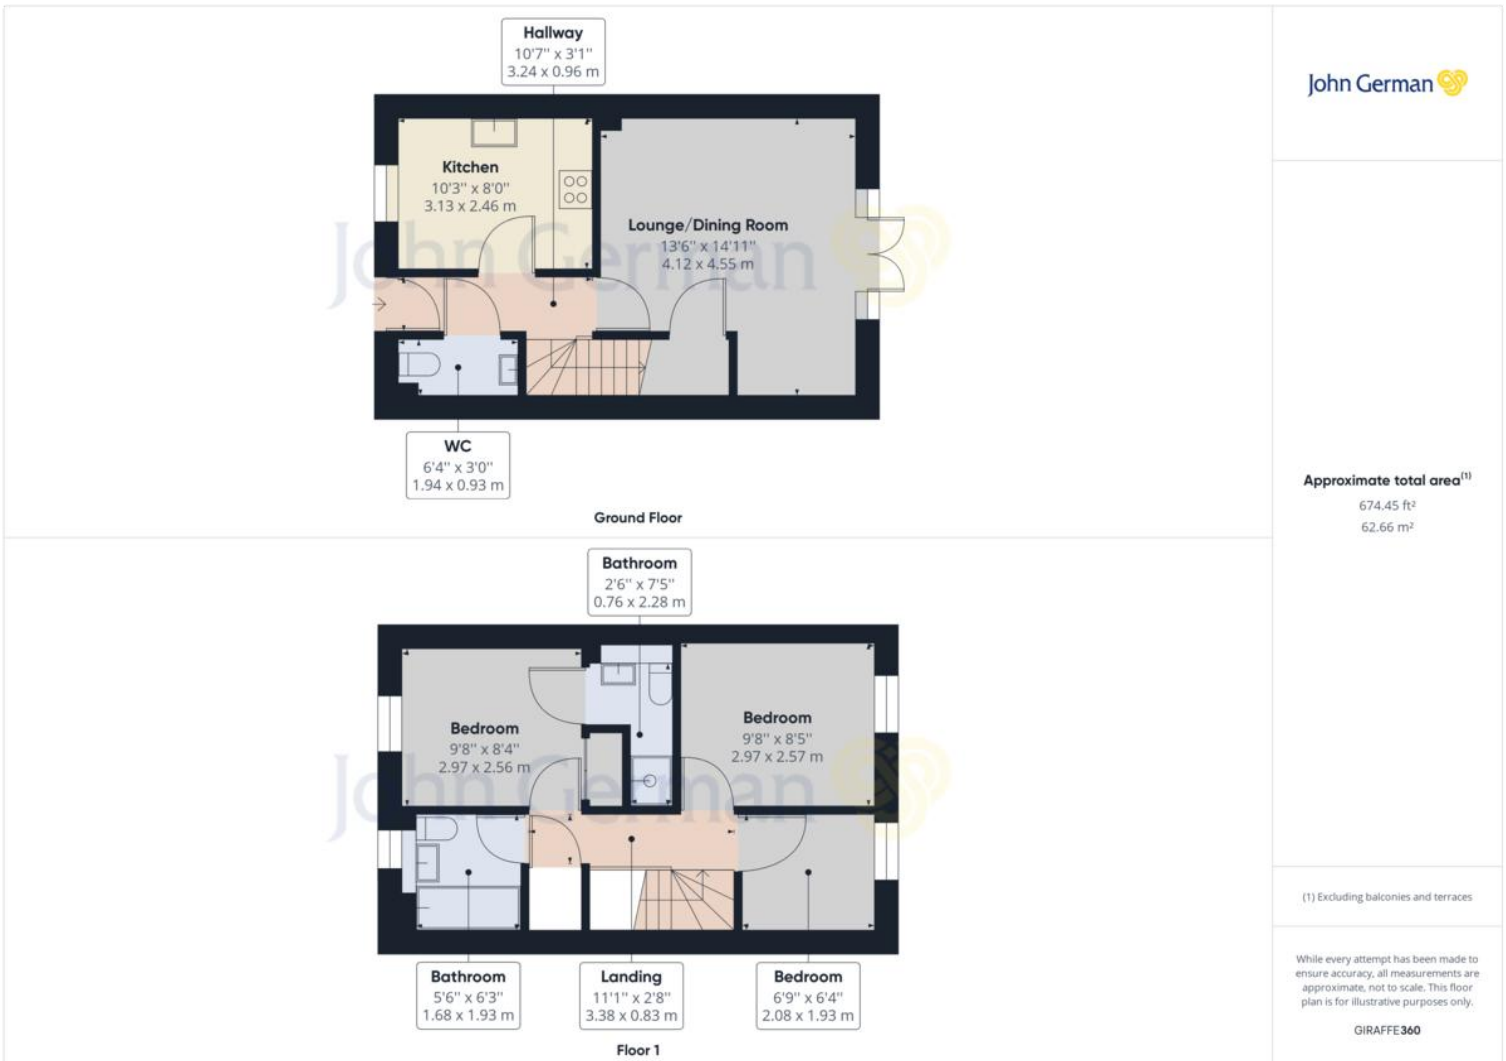 Hallway
10'7" x 3'1"
3.24 x 0.96 m
John German
Kitchen
10'3" x 8'0"
3.13 x 2.46 m
Lounge/Dining Room
13'6" x 14'11"
4.12 x 4.55 m
John German
WC
6'4" x 3'0"
1.94 x 0.93 m
Ground Floor
Approximate total area(1)
674.45 ft²
62.66 m²
Bathroom
2'6" x 7'5"
0.76 x 2.28 m
Bedroom
9'8" x 8'4"
2.97 x 2.56 m
Bedroom
9'8" x 8'5"
2.97 x 2.57 m
John German
Bathroom
5'6" x 6'3"
1.68 x 1.93 m
Landing
11'1" x 2'8"
3.38 x 0.83 m
Bedroom
6'9" x 6'4"
2.08 x 1.93 m
Floor 1
(1) Excluding balconies and terraces
While every attempt has been made to
ensure accuracy, all measurements are
approximate, not to scale. This floor
plan is for illustrative purposes only.
GIRAFFE360